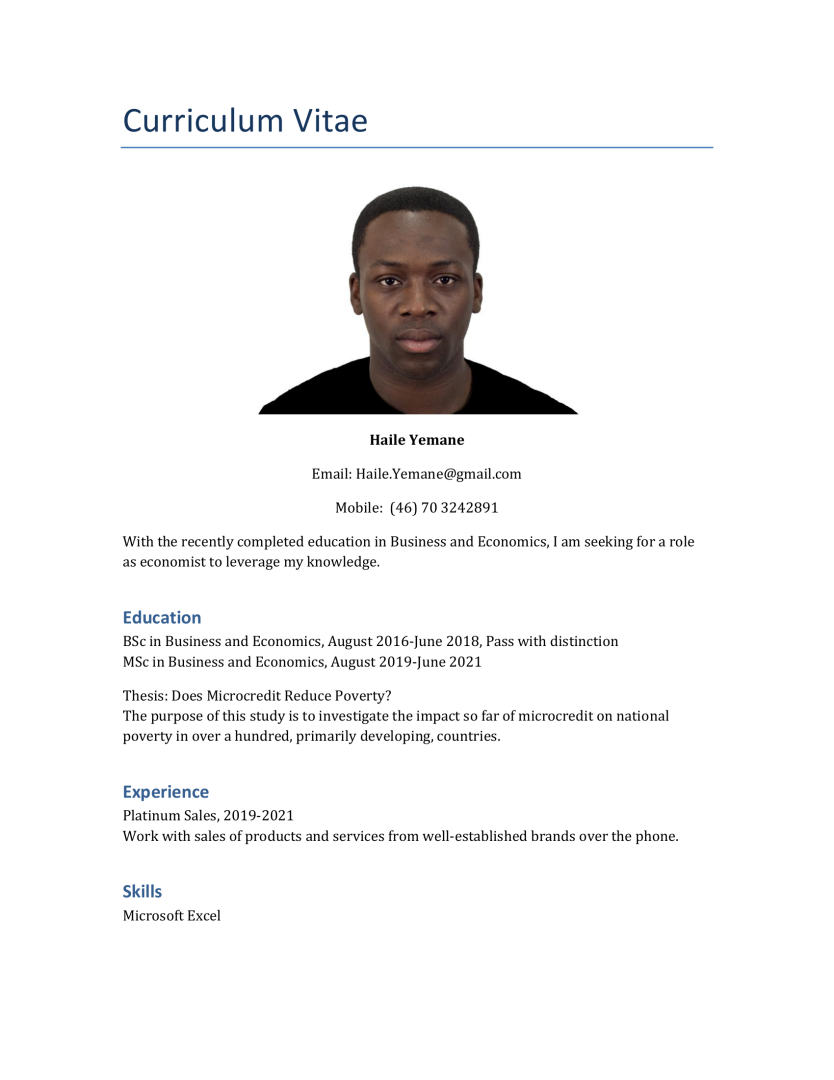 Curriculum Vitae
Haile Yemane
Email: Haile.Yemane@gmail.com
Mobile:  (46) 70 3242891
With the recently completed education in Business and Economics, I am seeking for a role
as economist to leverage my knowledge.
Education
BSc in Business and Economics, August 2016-June 2018, Pass with distinction
MSc in Business and Economics, August 2019-June 2021
Thesis: Does Microcredit Reduce Poverty?
The purpose of this study is to investigate the impact so far of microcredit on national
poverty in over a hundred, primarily developing, countries.
Experience
Platinum Sales, 2019-2021
Work with sales of products and services from well-established brands over the phone.
Skills
Microsoft Excel